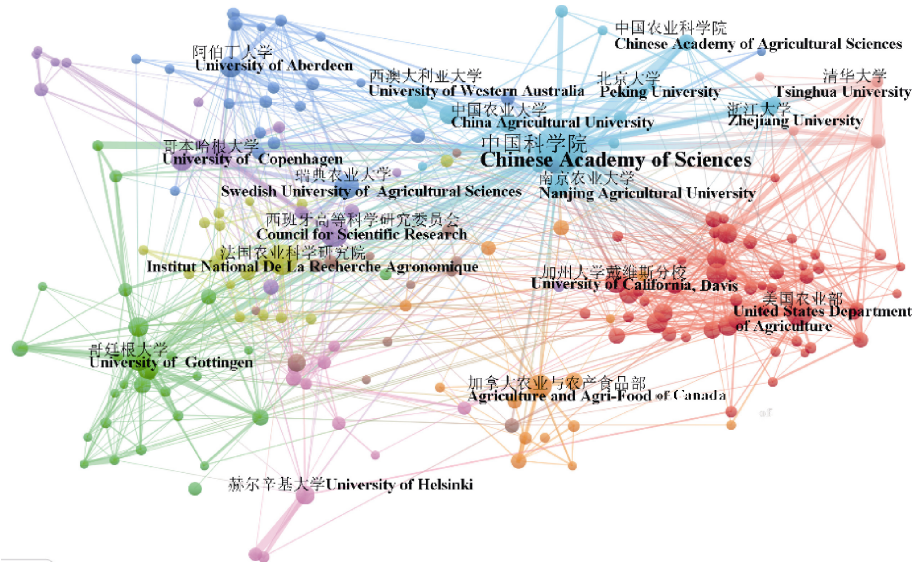 中国农业科学院
Chinese Academy of Agricultural Sciences
阿伯丁大学
University of Aberdeen
西澳大利亚大学
University of Western Australia
北京大学
Peking University
清华大学
Tsinghua University
中国农业大学
China Agricultural University
浙江大学
Zhejiang University
中国科学院
Chinese Academy of Sciences
哥本哈根大学
University of Copenhagen
瑞典农业大学
Swedish University of Agricultural Sciences
南京农业大学
Nanjing Agricultural University
西班牙高等科学研究委员会
Council for Scientific Research
法国农业科学研究院
Institut National De La Recherche Agronomique
加州大学戴维斯分校
University of California, Davis
美国农业部
United States Department
of Agriculture
哥廷根大学
University of Gottingen
加拿大农业与农产食品部
Agriculture and Agri-Food of Canada
赫尔辛基大学University of Helsinki